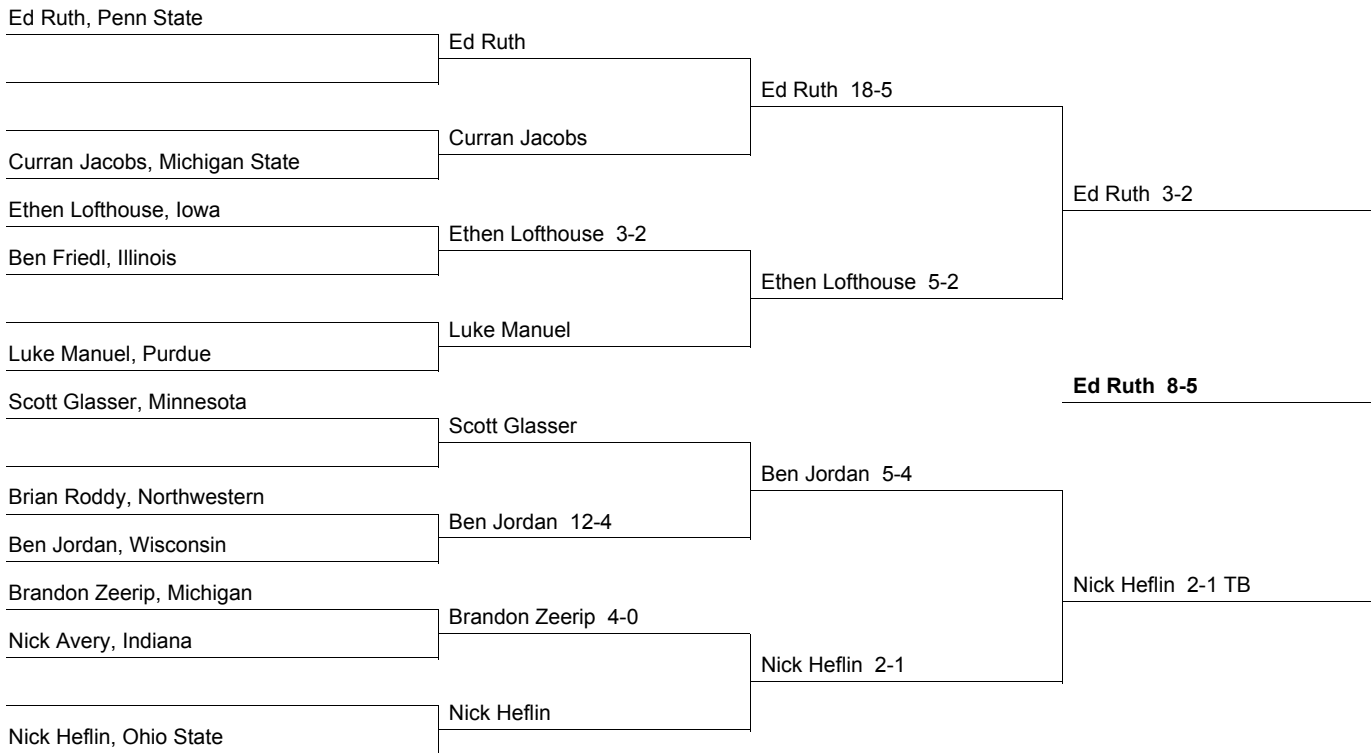 Ed Ruth, Penn State
Ed Ruth
Ed Ruth 18-5
Curran Jacobs
Curran Jacobs, Michigan State
Ed Ruth 3-2
Ethen Lofthouse, Iowa
Ethen Lofthouse 3-2
Ben Friedl, Illinois
Ethen Lofthouse 5-2
Luke Manuel
Luke Manuel, Purdue
Ed Ruth 8-5
Scott Glasser, Minnesota
Scott Glasser
Ben Jordan 5-4
Brian Roddy, Northwestern
Ben Jordan 12-4
Ben Jordan, Wisconsin
Nick Heflin 2-1 TB
Brandon Zeerip, Michigan
Brandon Zeerip 4-0
Nick Avery, Indiana
Nick Heflin 2-1
Nick Heflin
Nick Heflin, Ohio State